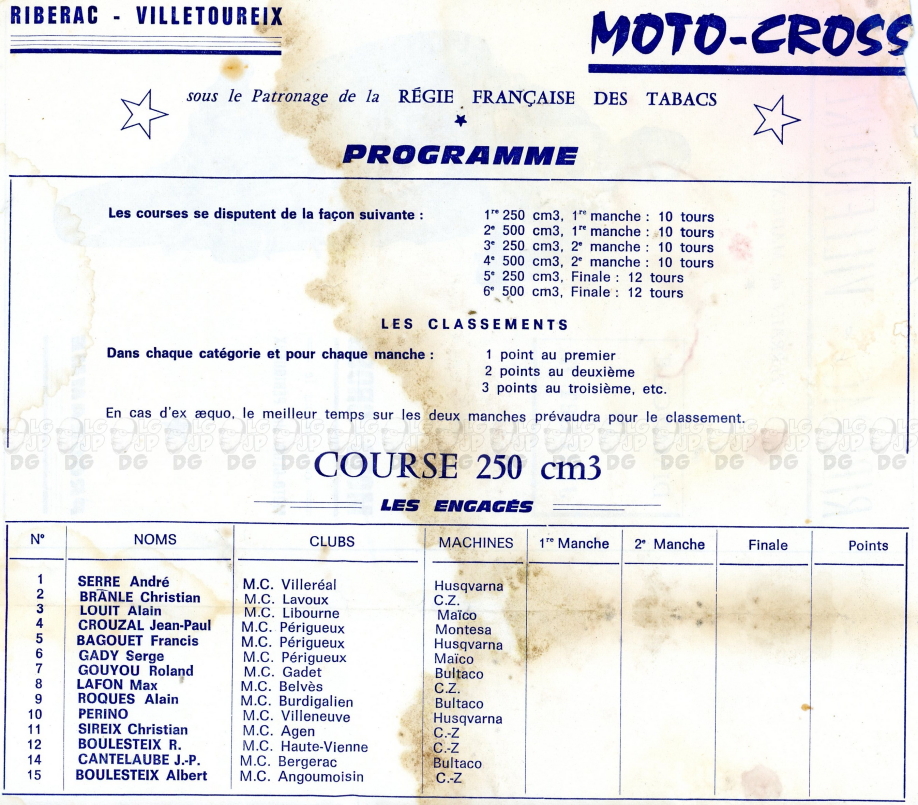 RIBERAC - VILLETOUREIX
MOTO-CROSS
sous le Patronage de la RÉGIE FRANÇAISE DES TABACS
PROGRAMME
Les courses se disputent de la façon suivante : 1re 250 cm3, 1re manche : 10 tours
2e 500 cm3, 1re manche : 10 tours
3e 250 cm3, 2e manche : 10 tours
4e 500 cm3, 2e manche : 10 tours
5e 250 cm3, Finale : 12 tours
6e 500 cm3, Finale : 12 tours
LES CLASSEMENTS
Dans chaque catégorie et pour chaque manche : 1 point au premier
2 points au deuxième
3 points au troisième, etc.
En cas d'ex æquo, le meilleur temps sur les deux manches prévaudra pour le classement.
COURSE 250 cm3
LES ENGAGÉS
N° NOMS CLUBS MACHINES 1re Manche 2e Manche Finale Points
1 SERRE André M.C. Villeréal Husqvarna
2 BRANLE Christian M.C. Lavoux C.Z.
3 LOUIT Alain M.C. Libourne Maïco
4 CROUZAL Jean-Paul M.C. Périgueux Montesa
5 BAGOUET Francis M.C. Périgueux Husqvarna
6 GADY Serge M.C. Périgueux Maïco
7 GOUYOU Roland M.C. Gadet Bultaco
8 LAFON Max M.C. Belvès C.Z.
9 ROQUES Alain M.C. Burdigalien Bultaco
10 PERINO M.C. Villeneuve Husqvarna
11 SIREIX Christian M.C. Agen C.-Z
12 BOULESTEIX R. M.C. Haute-Vienne C.-Z
14 CANTELAUBE J.-P. M.C. Bergerac Bultaco
15 BOULESTEIX Albert M.C. Angoumoisin C.-Z